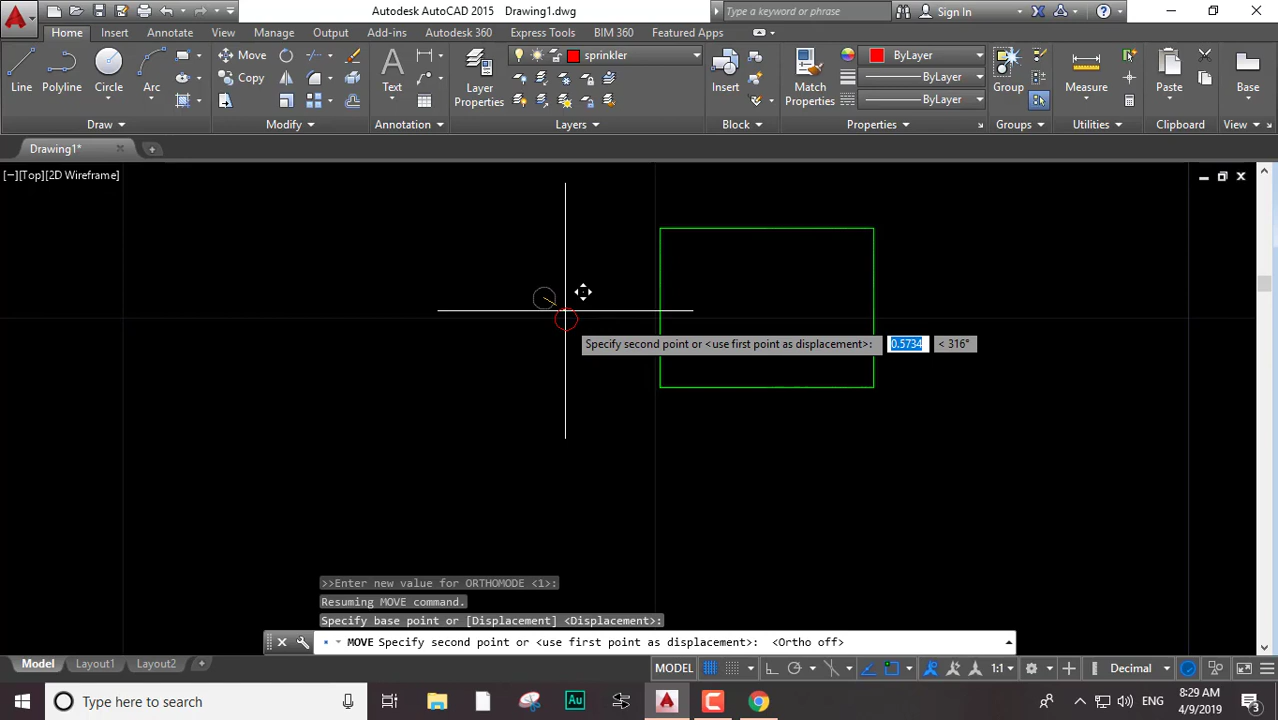 Autodesk AutoCAD 2015 Drawing1.dwg
Type a keyword or phrase
Sign In
Home Insert Annotate View Manage Output Add-ins Autodesk 360 Express Tools BIM 360 Featured Apps
Line Polyline Circle Arc
Move
Copy
Text
Layer Properties
sprinkler
Insert
Match Properties
ByLayer
ByLayer
ByLayer
Group
Measure
Paste
Base
Draw Modify Annotation Layers Block Properties Groups Utilities Clipboard View
Drawing1*
[−][Top][2D Wireframe]
Specify second point or <use first point as displacement>: 0.5734 < 316°
>>Enter new value for ORTHOMODE <1>:
Resuming MOVE command.
Specify base point or [Displacement] <Displacement>:
MOVE Specify second point or <use first point as displacement>: <Ortho off>
Model Layout1 Layout2
MODEL 1:1 Decimal
Type here to search
Au
ENG
8:29 AM
4/9/2019
3